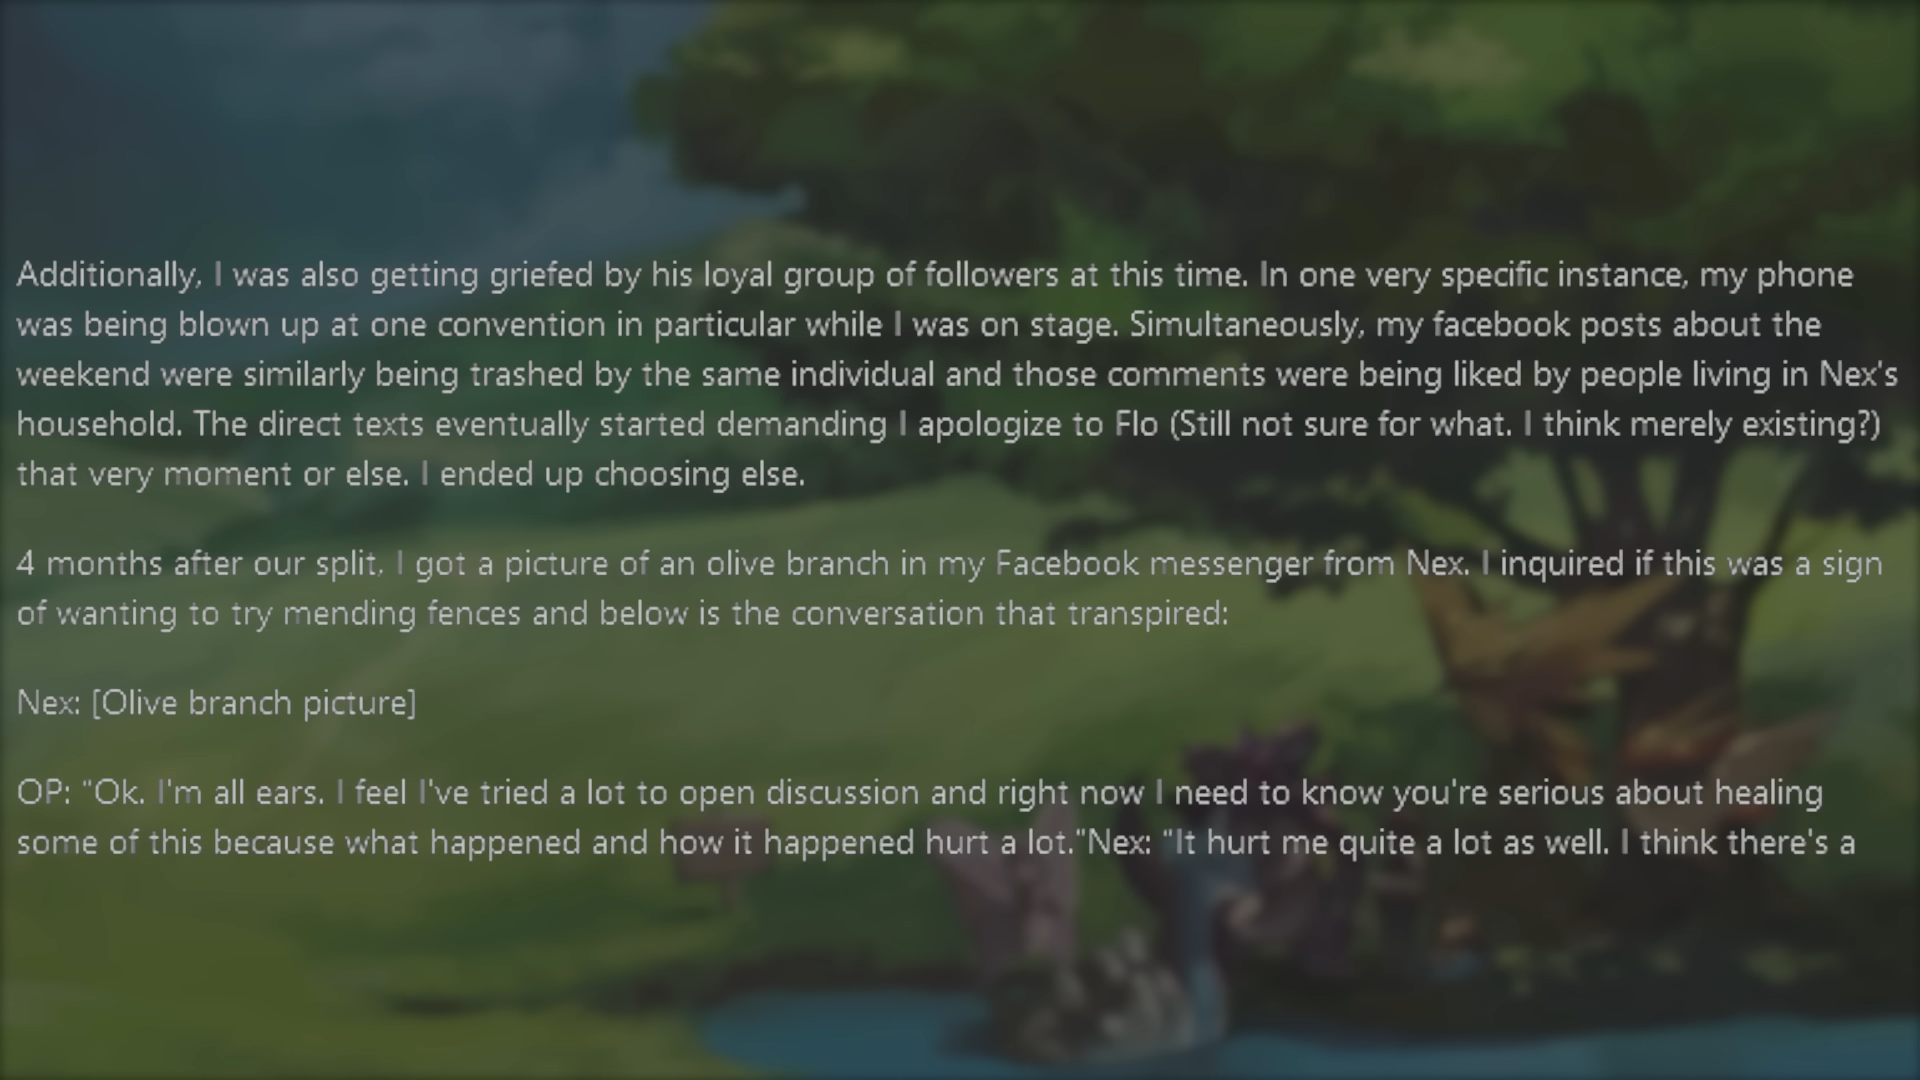 Additionally, I was also getting griefed by his loyal group of followers at this time. In one very specific instance, my phone
was being blown up at one convention in particular while I was on stage. Simultaneously, my facebook posts about the
weekend were similarly being trashed by the same individual and those comments were being liked by people living in Nex's
household. The direct texts eventually started demanding I apologize to Flo (Still not sure for what. I think merely existing?)
that very moment or else. I ended up choosing else.
4 months after our split, I got a picture of an olive branch in my Facebook messenger from Nex. I inquired if this was a sign
of wanting to try mending fences and below is the conversation that transpired:
Nex: [Olive branch picture]
OP: “Ok. I'm all ears. I feel I've tried a lot to open discussion and right now I need to know you're serious about healing
some of this because what happened and how it happened hurt a lot.”Nex: “It hurt me quite a lot as well. I think there's a